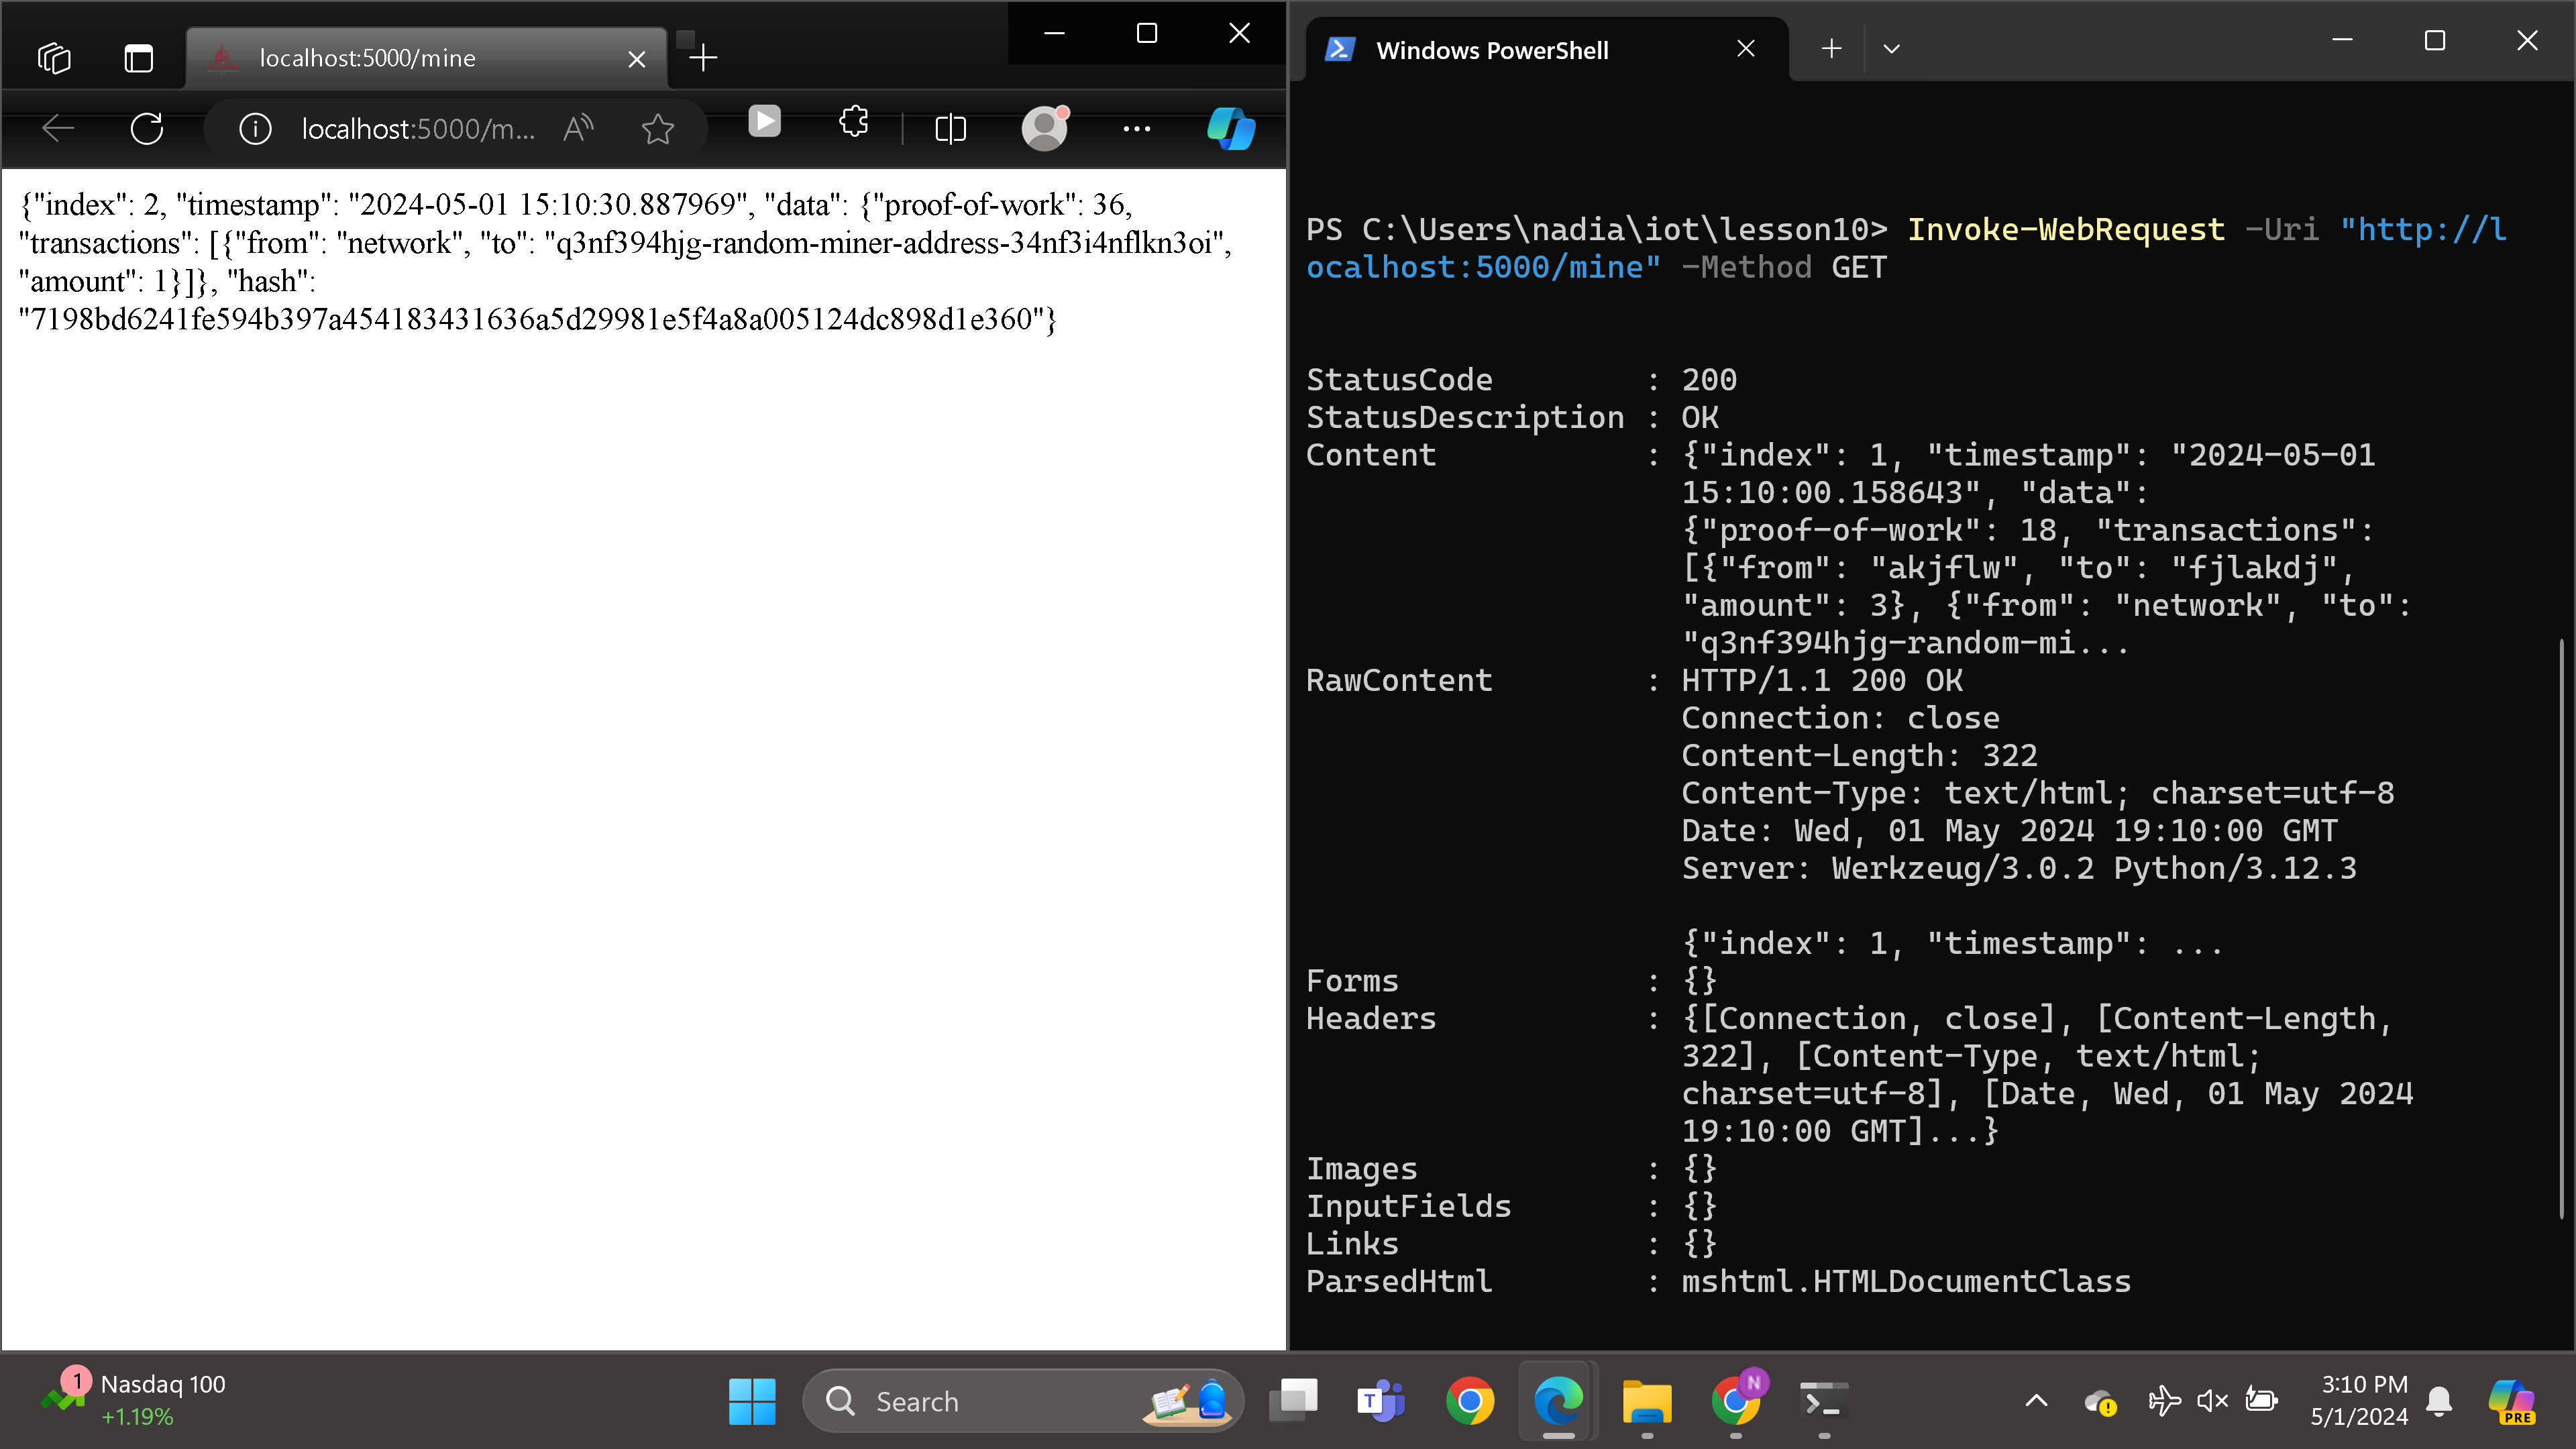 localhost:5000/mine
localhost:5000/m...
{"index": 2, "timestamp": "2024-05-01 15:10:30.887969", "data": {"proof-of-work": 36,
"transactions": [{"from": "network", "to": "q3nf394hjg-random-miner-address-34nf3i4nflkn3oi",
"amount": 1}]}, "hash":
"7198bd6241fe594b397a454183431636a5d29981e5f4a8a005124dc898d1e360"}
Windows PowerShell
PS C:\Users\nadia\iot\lesson10> Invoke-WebRequest -Uri "http://l
ocalhost:5000/mine" -Method GET
StatusCode : 200
StatusDescription : OK
Content : {"index": 1, "timestamp": "2024-05-01
15:10:00.158643", "data":
{"proof-of-work": 18, "transactions":
[{"from": "akjflw", "to": "fjlakdj",
"amount": 3}, {"from": "network", "to":
"q3nf394hjg-random-mi...
RawContent : HTTP/1.1 200 OK
Connection: close
Content-Length: 322
Content-Type: text/html; charset=utf-8
Date: Wed, 01 May 2024 19:10:00 GMT
Server: Werkzeug/3.0.2 Python/3.12.3
{"index": 1, "timestamp": ...
Forms : {}
Headers : {[Connection, close], [Content-Length,
322], [Content-Type, text/html;
charset=utf-8], [Date, Wed, 01 May 2024
19:10:00 GMT]...}
Images : {}
InputFields : {}
Links : {}
ParsedHtml : mshtml.HTMLDocumentClass
1
Nasdaq 100
+1.19%
Search
T
N
3:10 PM
5/1/2024
PRE